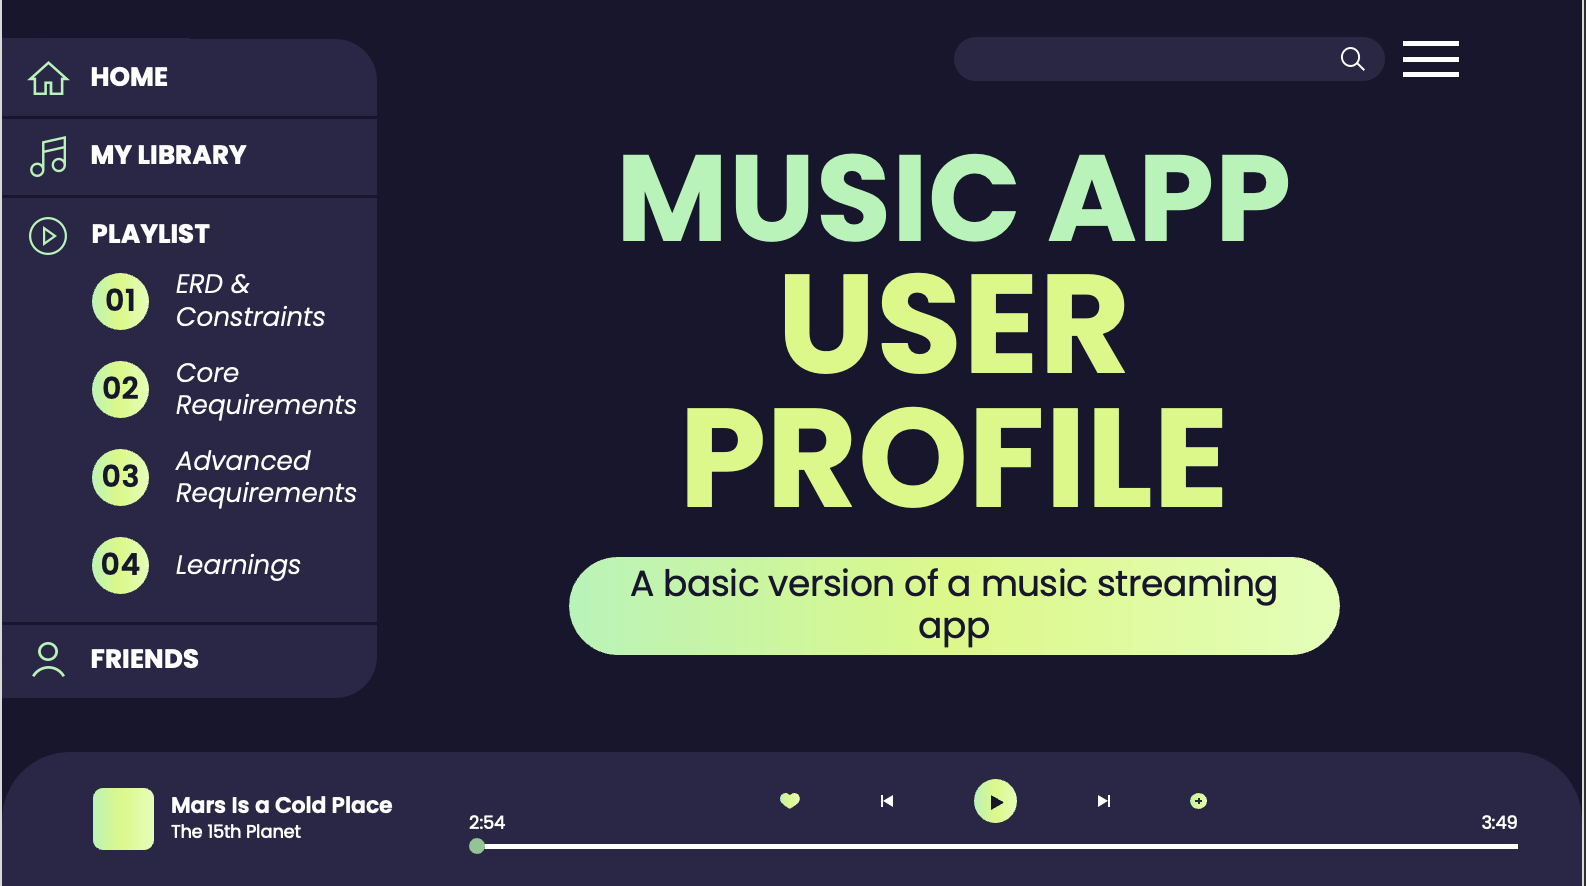 HOME
MY LIBRARY
PLAYLIST
01
ERD &
Constraints
02
Core
Requirements
03
Advanced
Requirements
04
Learnings
FRIENDS
MUSIC APP
USER
PROFILE
A basic version of a music streaming
app
Mars Is a Cold Place
The 15th Planet
2:54
3:49